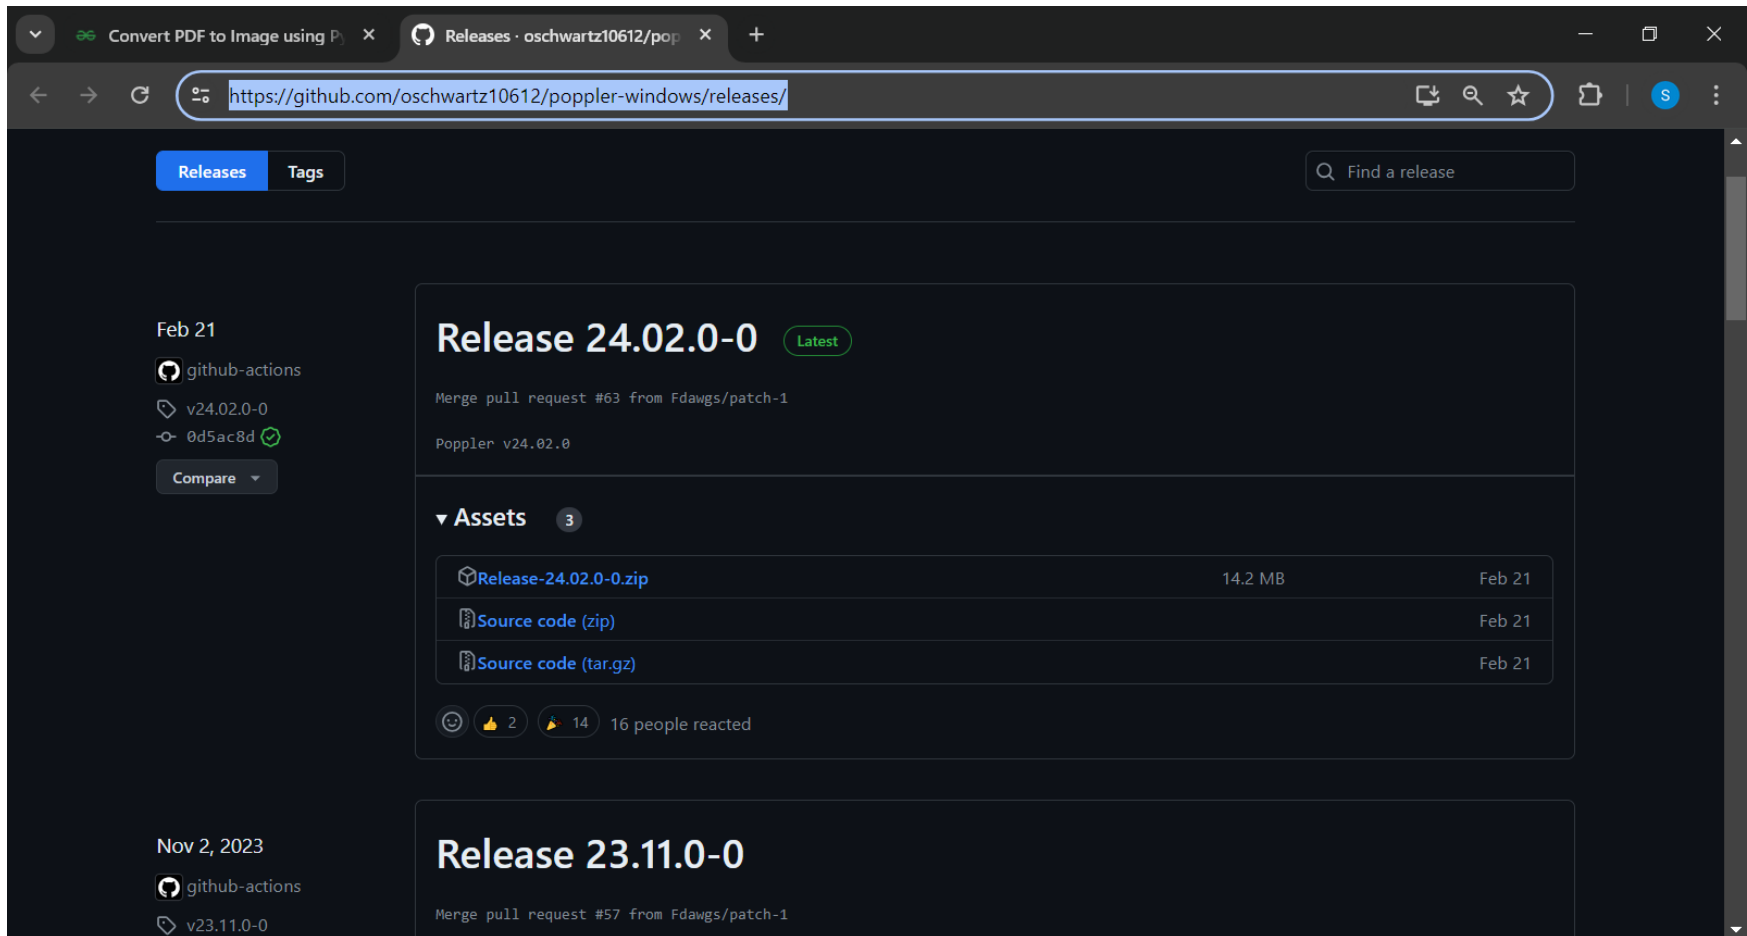 Convert PDF to Image using Py
Releases · oschwartz10612/pop
https://github.com/oschwartz10612/poppler-windows/releases/
S
Releases
Tags
Find a release
Feb 21
github-actions
v24.02.0-0
0d5ac8d
Compare
Release 24.02.0-0
Latest
Merge pull request #63 from Fdawgs/patch-1
Poppler v24.02.0
Assets 3
Release-24.02.0-0.zip 14.2 MB Feb 21
Source code (zip) Feb 21
Source code (tar.gz) Feb 21
2 14 16 people reacted
Nov 2, 2023
github-actions
v23.11.0-0
Release 23.11.0-0
Merge pull request #57 from Fdawgs/patch-1